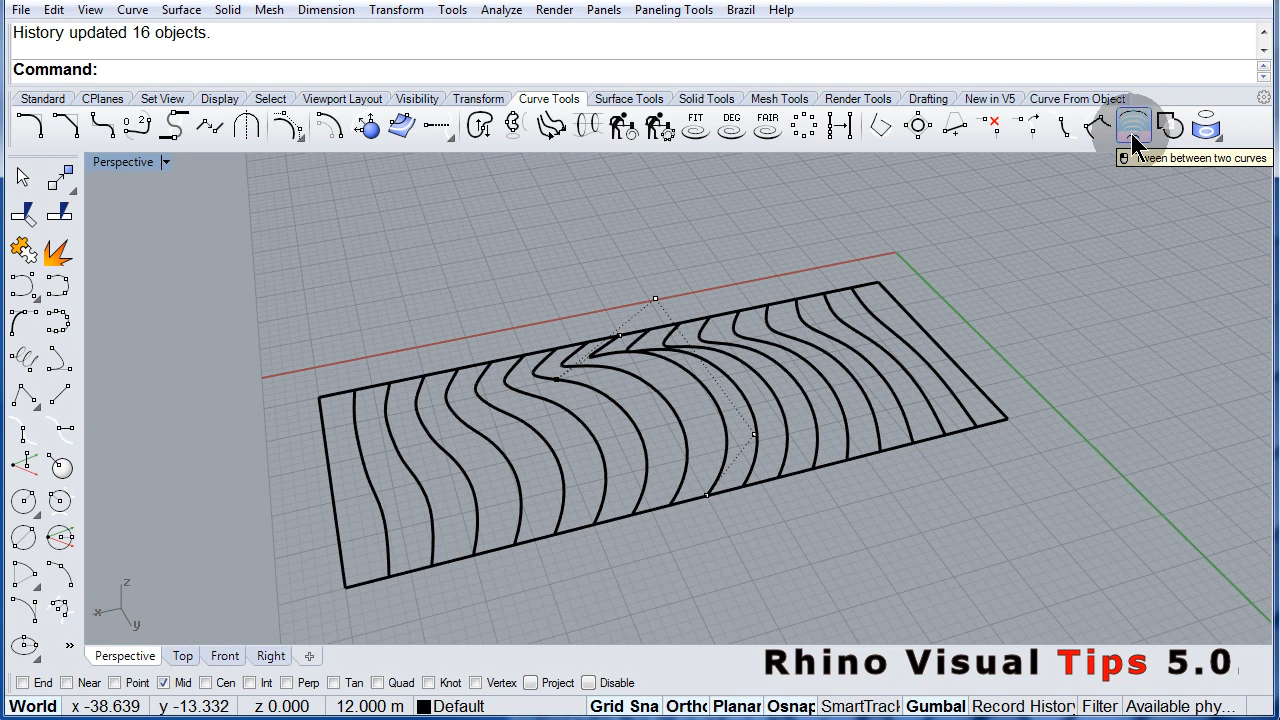 File Edit View Curve Surface Solid Mesh Dimension Transform Tools Analyze Render Panels Paneling Tools Brazil Help
History updated 16 objects.
Command:
Standard CPlanes Set View Display Select Viewport Layout Visibility Transform Curve Tools Surface Tools Solid Tools Mesh Tools Render Tools Drafting New in V5 Curve From Object
FIT DEG FAIR
ween between two curves
Perspective
z
x
y
Perspective Top Front Right
Rhino Visual Tips 5.0
End Near Point Mid Cen Int Perp Tan Quad Knot Vertex Project Disable
World x -38.639 y -13.332 z 0.000 12.000 m Default Grid Sna Ortho Planar Osnap SmartTrack Gumbal Record History Filter Available phy...